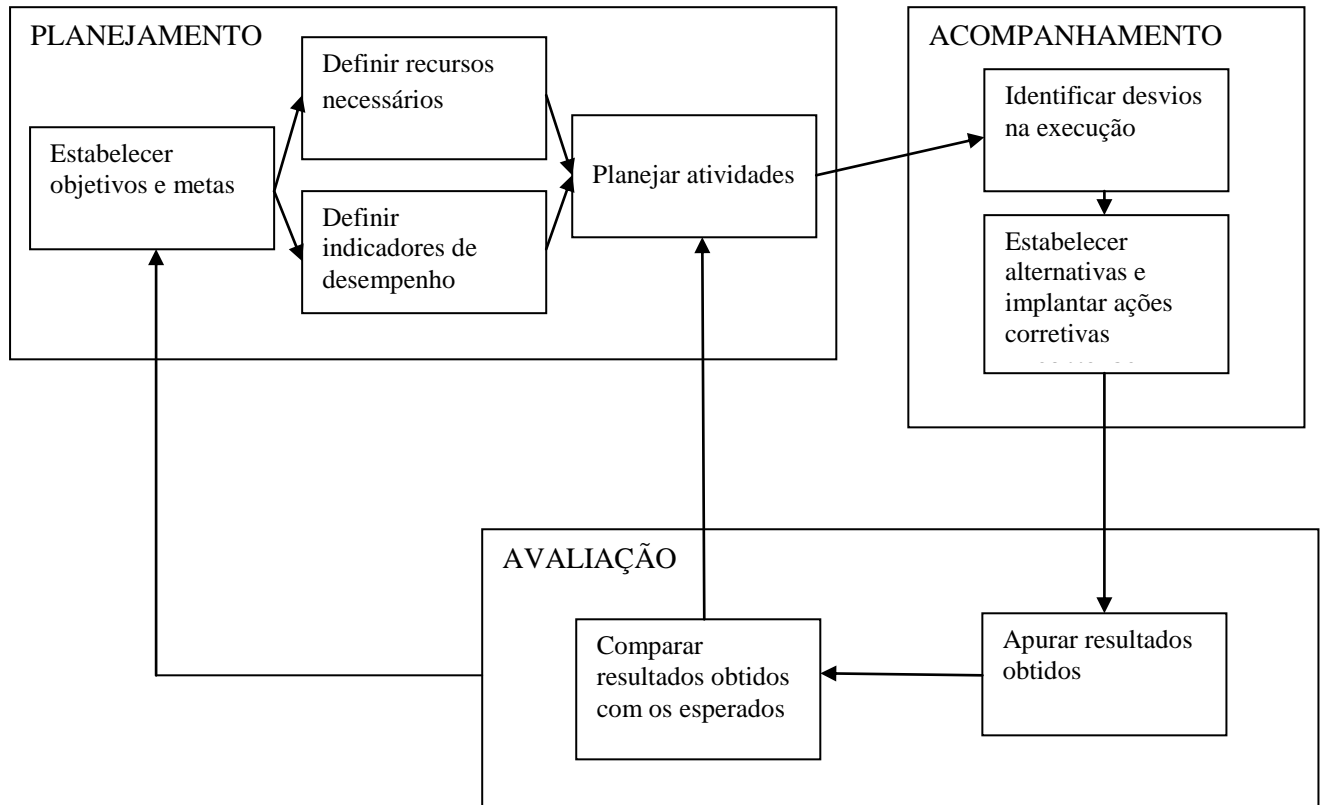 PLANEJAMENTO
Definir recursos
necessários
Estabelecer
objetivos e metas
Definir
indicadores de
desempenho
Planejar atividades
ACOMPANHAMENTO
Identificar desvios
na execução
Estabelecer
alternativas e
implantar ações
corretivas
AVALIAÇÃO
Comparar
resultados obtidos
com os esperados
Apurar resultados
obtidos